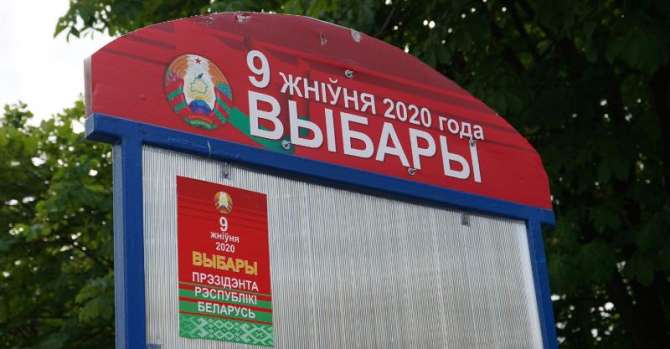 9 ЖНІЎНЯ 2020 года
ВЫБАРЫ
9
ЖНІЎНЯ
2020
ВЫБАРЫ
ПРЭЗІДЭНТА
РЭСПУБЛІКІ
БЕЛАРУСЬ